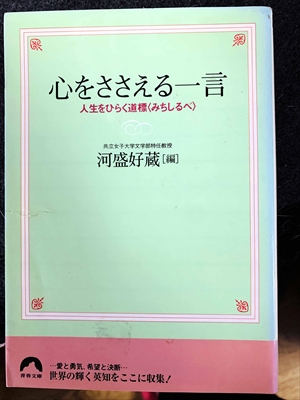 心をささえる一言
人生をひらく道標〈みちしるべ〉
共立女子大学文学部特任教授
河盛好蔵[編]
…愛と勇気、希望と決断…
世界の輝く英知をここに収集!
青春文庫